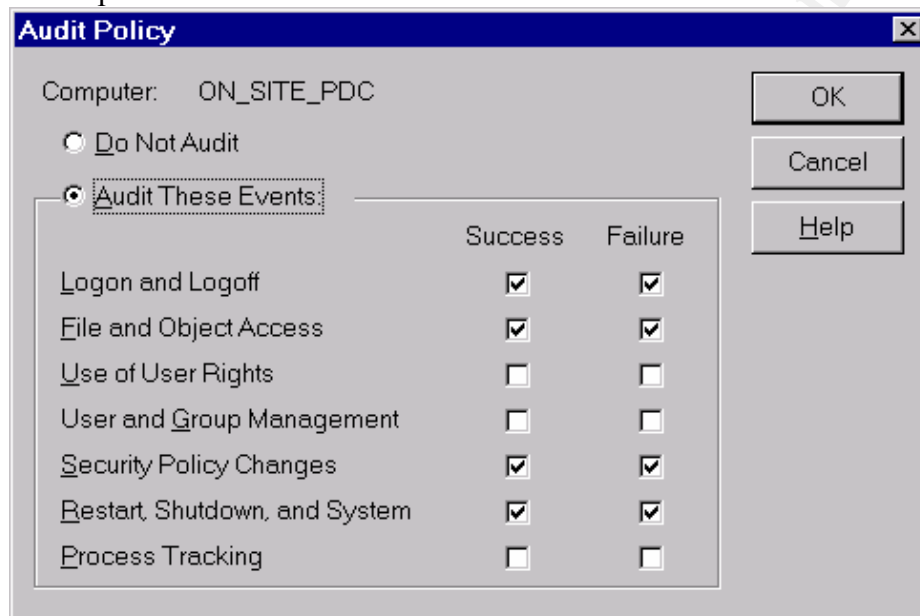 Audit Policy
Computer: ON_SITE_PDC
OK
Do Not Audit
Cancel
Audit These Events:
Help
Success Failure
Logon and Logoff
File and Object Access
Use of User Rights
User and Group Management
Security Policy Changes
Restart, Shutdown, and System
Process Tracking